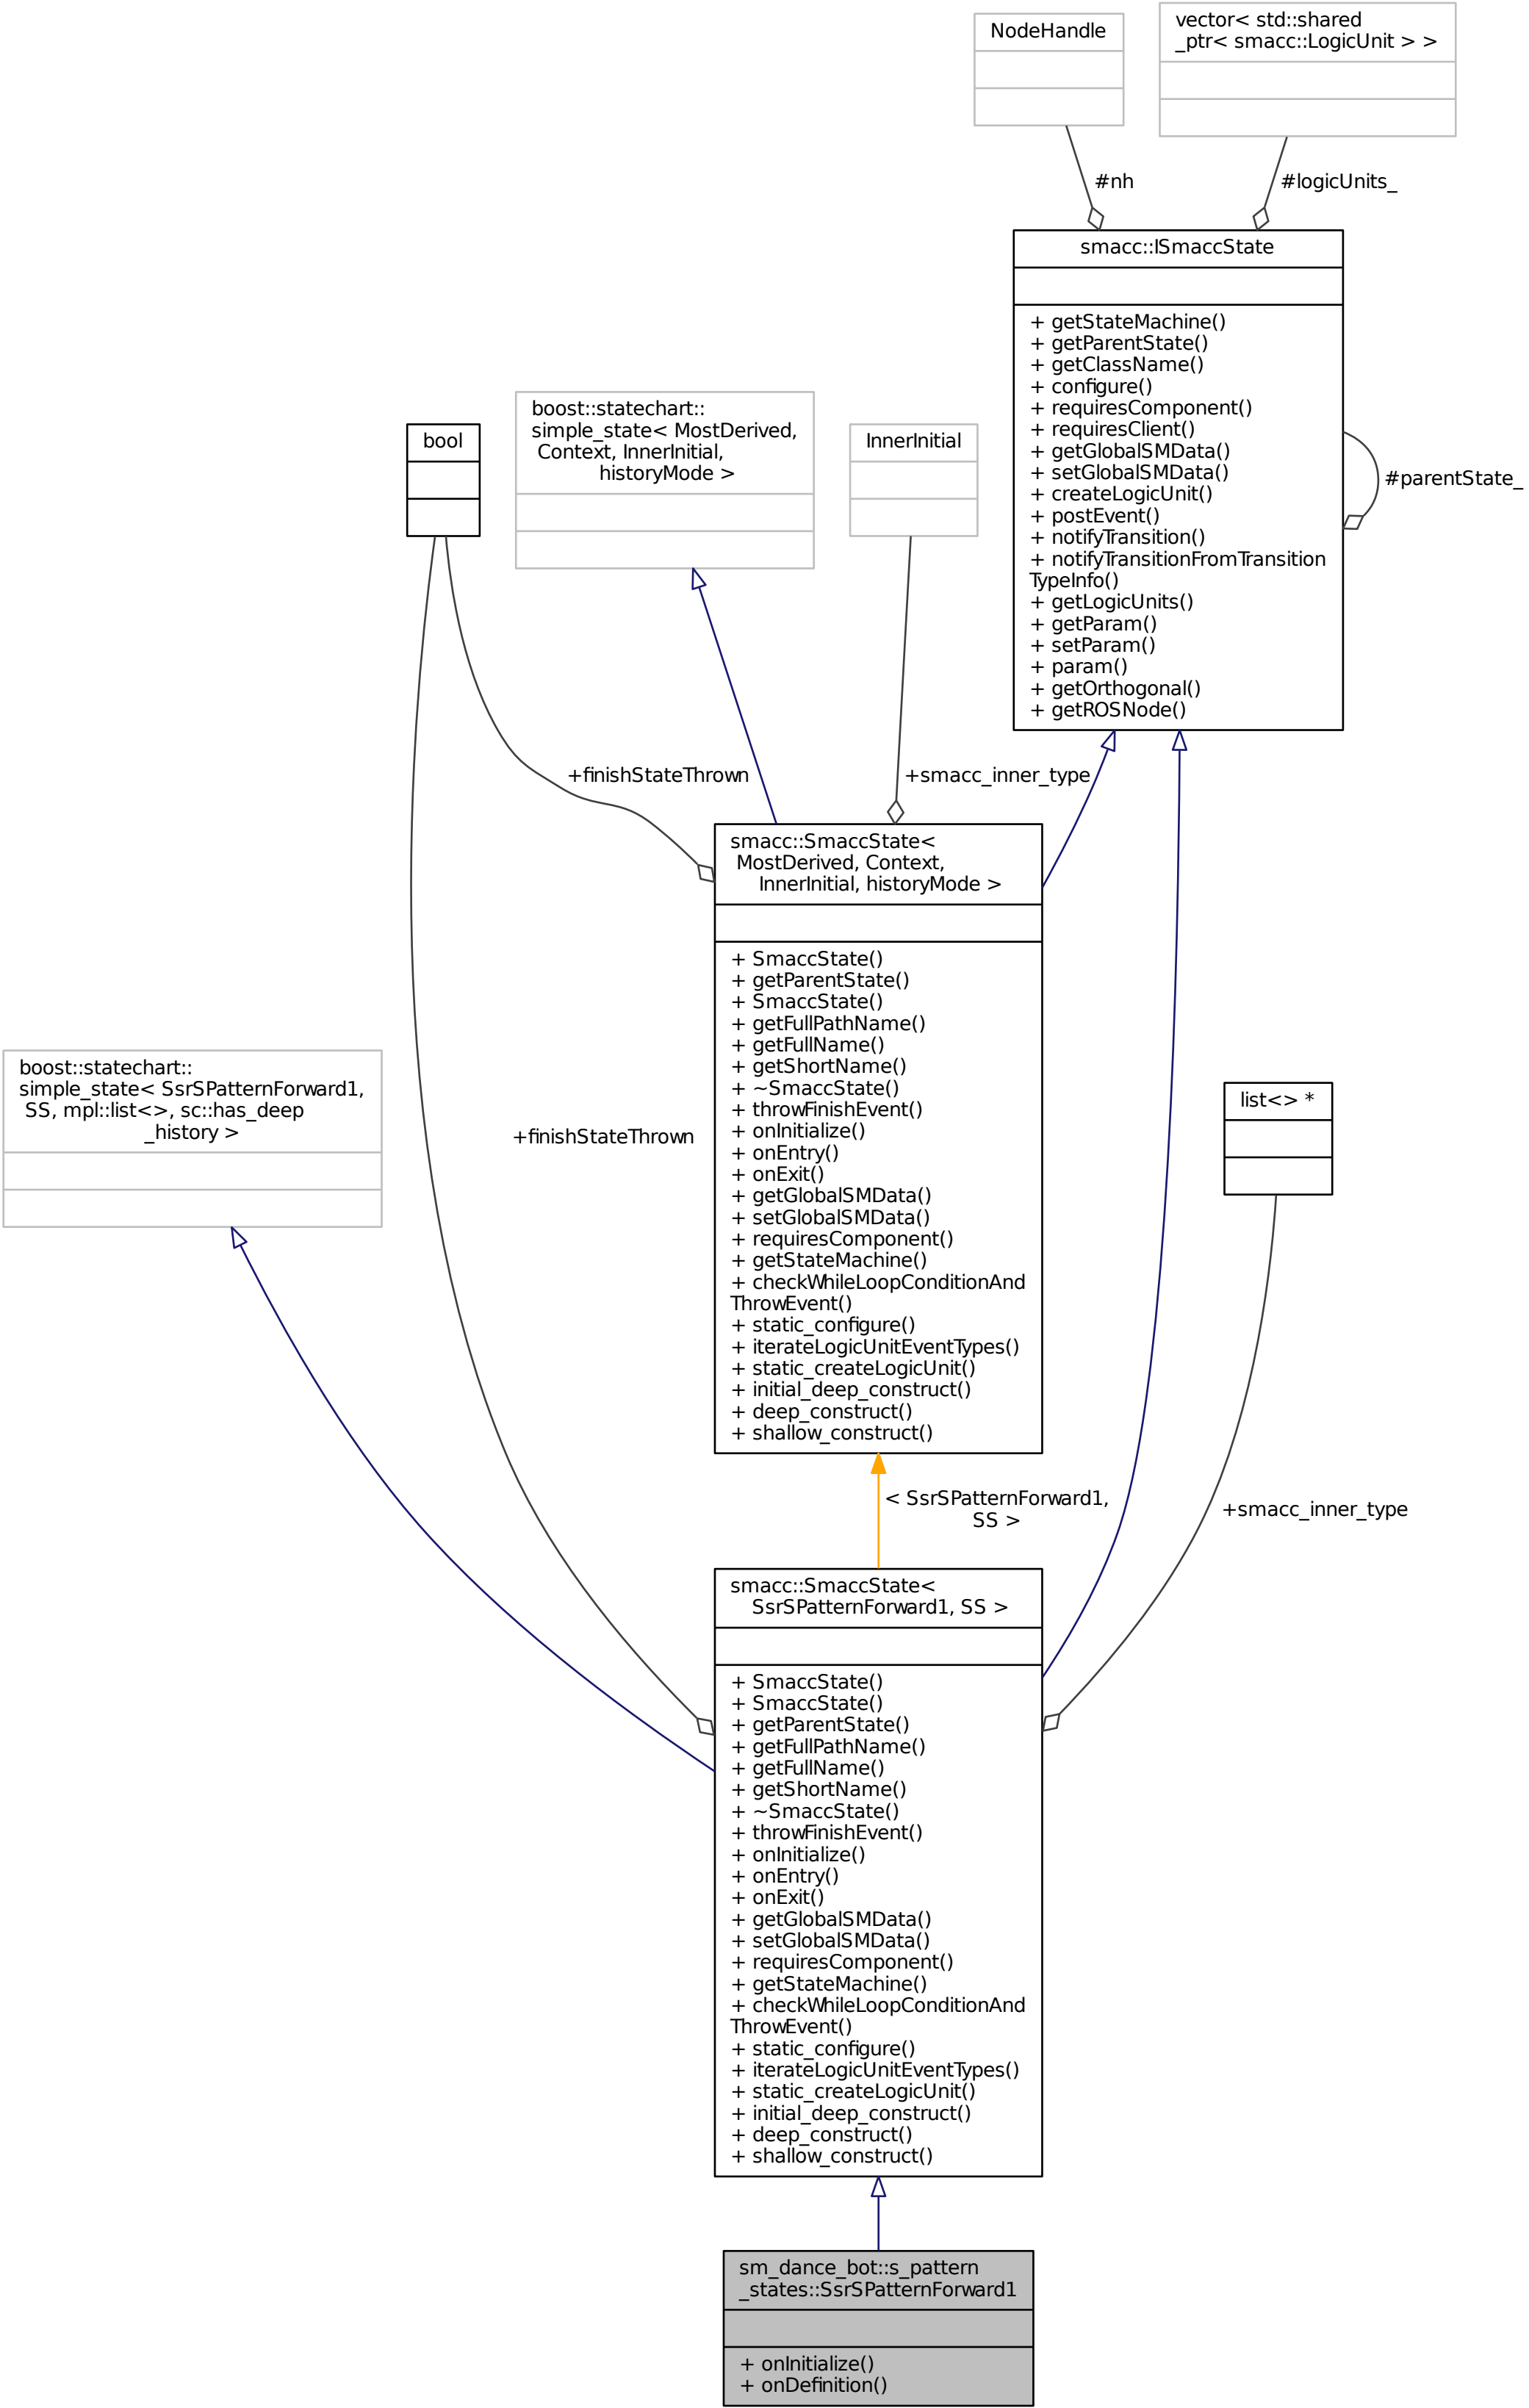 NodeHandle
vector< std::shared
_ptr< smacc::LogicUnit > >
#nh
#logicUnits_
smacc::ISmaccState
+ getStateMachine()
+ getParentState()
+ getClassName()
+ configure()
+ requiresComponent()
+ requiresClient()
+ getGlobalSMData()
+ setGlobalSMData()
+ createLogicUnit()
+ postEvent()
+ notifyTransition()
+ notifyTransitionFromTransition
TypeInfo()
+ getLogicUnits()
+ getParam()
+ setParam()
+ param()
+ getOrthogonal()
+ getROSNode()
#parentState_
bool
boost::statechart::
simple_state< MostDerived,
Context, InnerInitial,
historyMode >
InnerInitial
+finishStateThrown
+smacc_inner_type
smacc::SmaccState<
MostDerived, Context,
InnerInitial, historyMode >
+ SmaccState()
+ getParentState()
+ SmaccState()
+ getFullPathName()
+ getFullName()
+ getShortName()
+ ~SmaccState()
+ throwFinishEvent()
+ onInitialize()
+ onEntry()
+ onExit()
+ getGlobalSMData()
+ setGlobalSMData()
+ requiresComponent()
+ getStateMachine()
+ checkWhileLoopConditionAnd
ThrowEvent()
+ static_configure()
+ iterateLogicUnitEventTypes()
+ static_createLogicUnit()
+ initial_deep_construct()
+ deep_construct()
+ shallow_construct()
boost::statechart::
simple_state< SsrSPatternForward1,
SS, mpl::list<>, sc::has_deep
_history >
+finishStateThrown
list<> *
< SsrSPatternForward1,
SS >
+smacc_inner_type
smacc::SmaccState<
SsrSPatternForward1, SS >
+ SmaccState()
+ SmaccState()
+ getParentState()
+ getFullPathName()
+ getFullName()
+ getShortName()
+ ~SmaccState()
+ throwFinishEvent()
+ onInitialize()
+ onEntry()
+ onExit()
+ getGlobalSMData()
+ setGlobalSMData()
+ requiresComponent()
+ getStateMachine()
+ checkWhileLoopConditionAnd
ThrowEvent()
+ static_configure()
+ iterateLogicUnitEventTypes()
+ static_createLogicUnit()
+ initial_deep_construct()
+ deep_construct()
+ shallow_construct()
sm_dance_bot::s_pattern
_states::SsrSPatternForward1
+ onInitialize()
+ onDefinition()